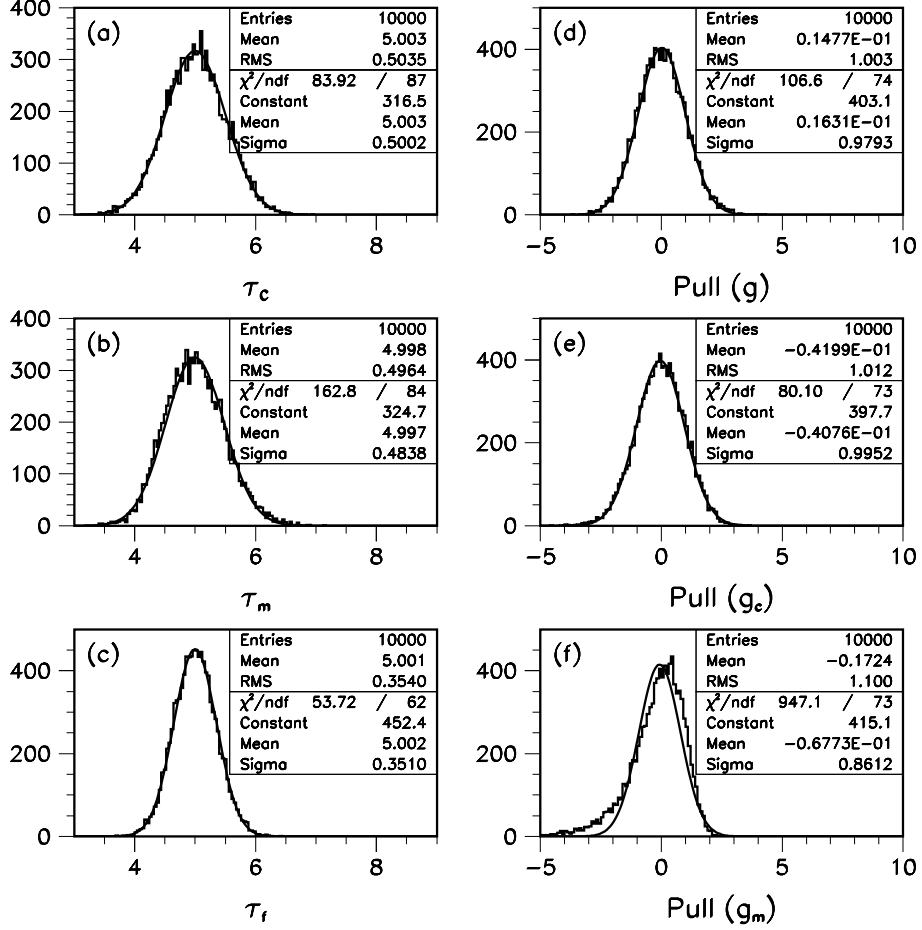 (a)
Entries 10000
Mean 5.003
RMS 0.5035
χ²/ndf 83.92 / 87
Constant 316.5
Mean 5.003
Sigma 0.5002
400
300
200
100
0
4 6 8
τc
(d)
Entries 10000
Mean 0.1477E-01
RMS 1.003
χ²/ndf 106.6 / 74
Constant 403.1
Mean 0.1631E-01
Sigma 0.9793
400
200
0
-5 0 5 10
Pull (g)
(b)
Entries 10000
Mean 4.998
RMS 0.4964
χ²/ndf 162.8 / 84
Constant 324.7
Mean 4.997
Sigma 0.4838
400
300
200
100
0
4 6 8
τm
(e)
Entries 10000
Mean -0.4199E-01
RMS 1.012
χ²/ndf 80.10 / 73
Constant 397.7
Mean -0.4076E-01
Sigma 0.9952
400
200
0
-5 0 5 10
Pull (gc)
(c)
Entries 10000
Mean 5.001
RMS 0.3540
χ²/ndf 53.72 / 62
Constant 452.4
Mean 5.002
Sigma 0.3510
400
200
0
4 6 8
τf
(f)
Entries 10000
Mean -0.1724
RMS 1.100
χ²/ndf 947.1 / 73
Constant 415.1
Mean -0.6773E-01
Sigma 0.8612
400
200
0
-5 0 5 10
Pull (gm)